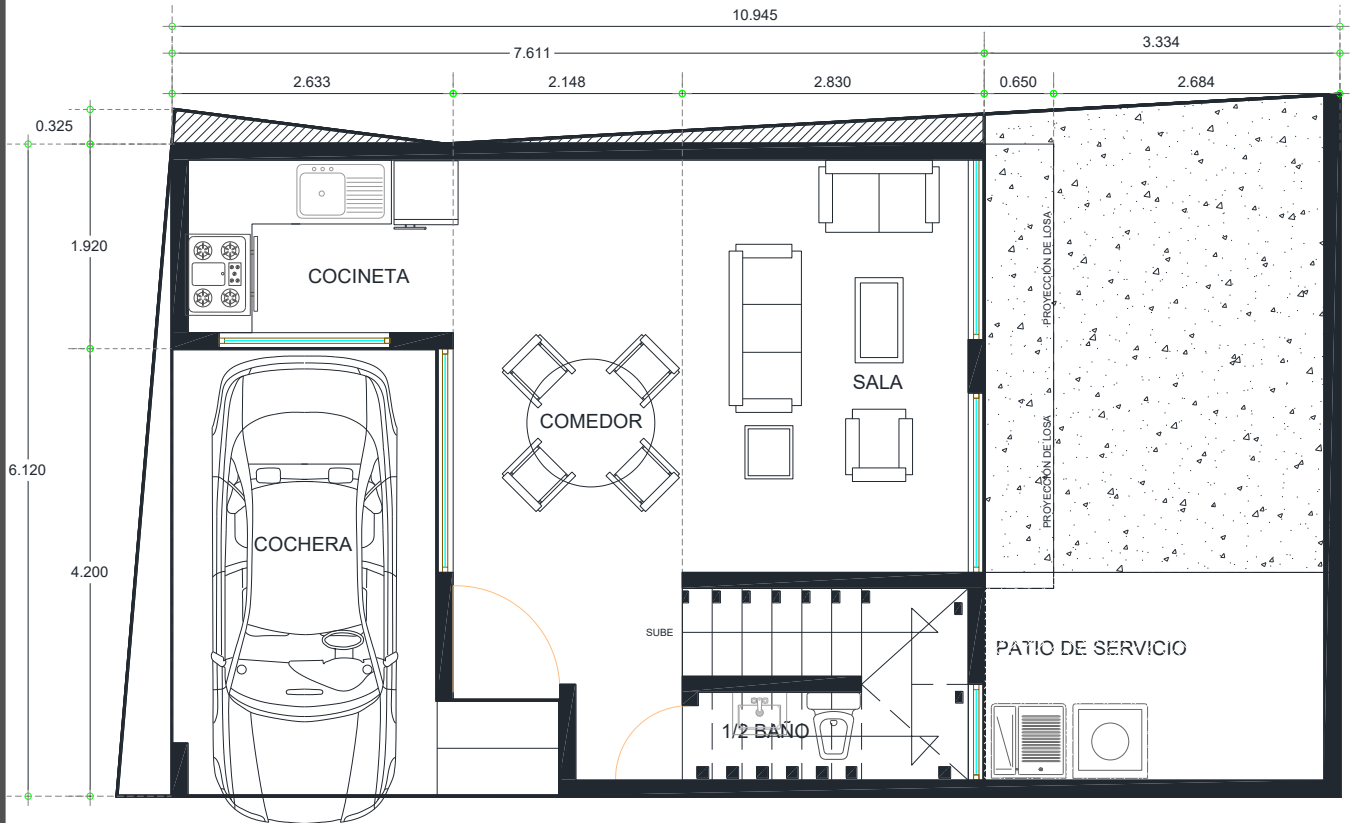 10.945
7.611
3.334
2.633
2.148
2.830
0.650
2.684
0.325
1.920
6.120
4.200
COCINETA
PROYECCIÓN DE LOSA
SALA
COMEDOR
PROYECCIÓN DE LOSA
COCHERA
SUBE
PATIO DE SERVICIO
1/2 BAÑO